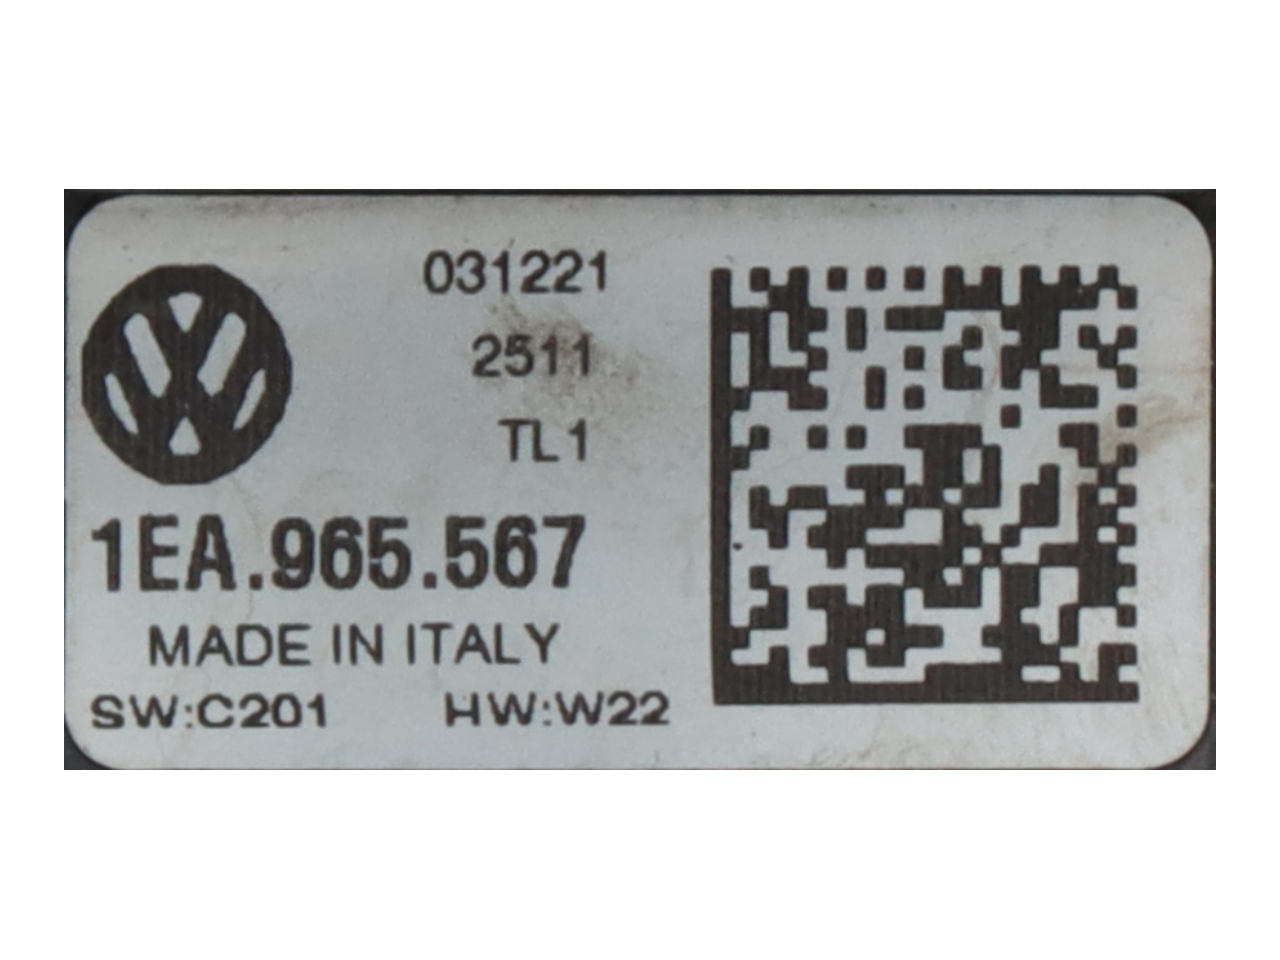 031221
2511
TL1
1EA.965.567
MADE IN ITALY
SW:C201 HW:W22